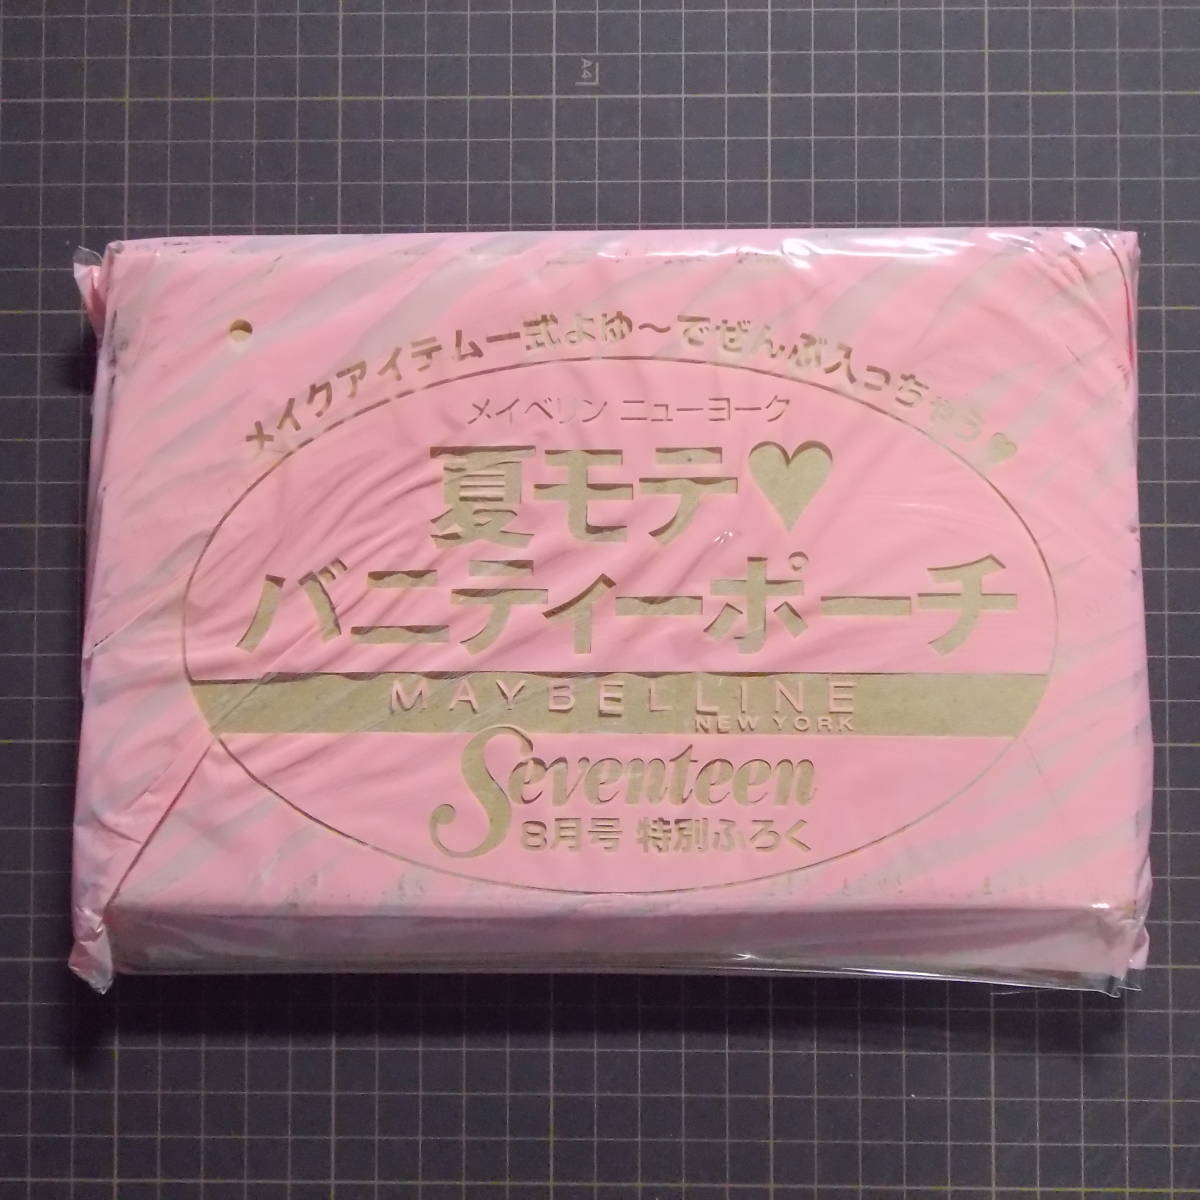 A4
メイクアイテム一式よゆ〜でぜんぶ入っちゃう♥
メイベリン ニューヨーク
夏モテ♥
バニティーポーチ
MAYBELLINE
NEW YORK
Seventeen
8月号 特別ふろく